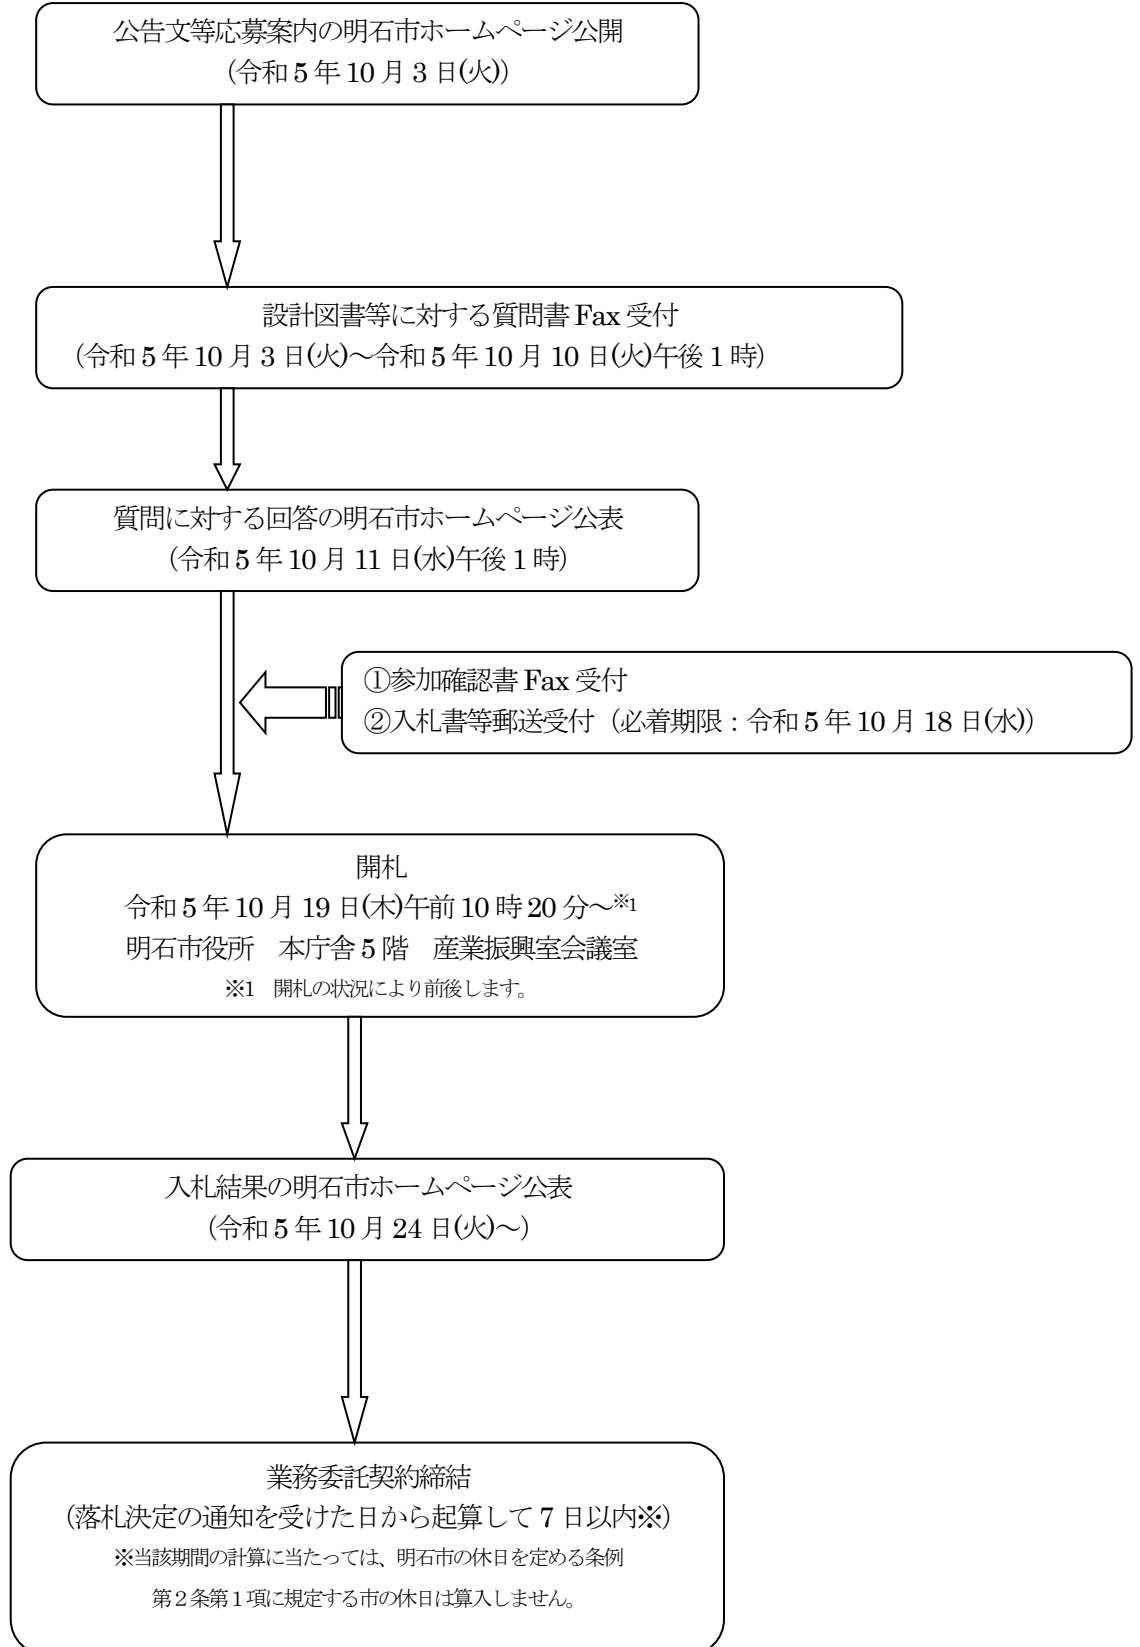 公告文等応募案内の明石市ホームページ公開
（令和5年10月3日(火)）
設計図書等に対する質問書Fax受付
（令和5年10月3日(火)～令和5年10月10日(火)午後1時）
質問に対する回答の明石市ホームページ公表
（令和5年10月11日(水)午後1時）
①参加確認書Fax受付
②入札書等郵送受付（必着期限：令和5年10月18日(水)）
開札
令和5年10月19日(木)午前10時20分～※1
明石市役所　本庁舎5階　産業振興室会議室
※1　開札の状況により前後します。
入札結果の明石市ホームページ公表
（令和5年10月24日(火)～）
業務委託契約締結
（落札決定の通知を受けた日から起算して7日以内※）
※当該期間の計算に当たっては、明石市の休日を定める条例
第２条第１項に規定する市の休日は算入しません。